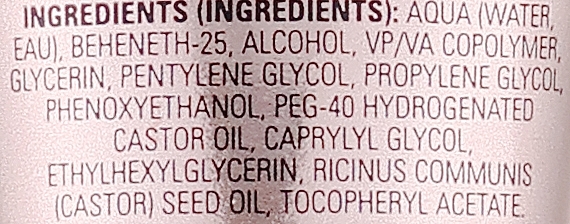 INGREDIENTS (INGRÉDIENTS): AQUA (WATER,
EAU), BEHENETH-25, ALCOHOL, VP/VA COPOLYMER,
GLYCERIN, PENTYLENE GLYCOL, PROPYLENE GLYCOL,
PHENOXYETHANOL, PEG-40 HYDROGENATED
CASTOR OIL, CAPRYLYL GLYCOL,
ETHYLHEXYLGLYCERIN, RICINUS COMMUNIS
(CASTOR) SEED OIL, TOCOPHERYL ACETATE.